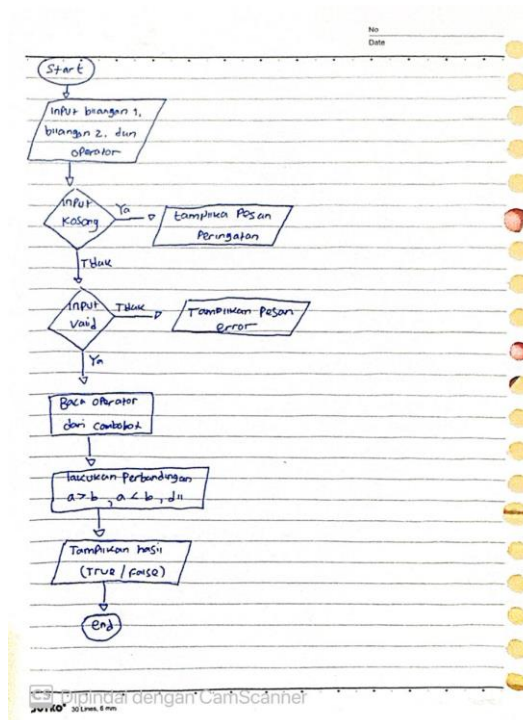 No
Date
Start
Input bilangan 1,
bilangan 2, dan
operator
Input
Kosong
Ya
tampilka Pesan
Peringatan
Tidak
Input
valid
Tidak
Tampilkan Pesan
error
Ya
Baca operator
dari combobox
lakukan Perbandingan
a > b , a < b , dll
Tampilkan hasil
(True / False)
end
CS Dipindai dengan CamScanner
30 Lines, 6 mm